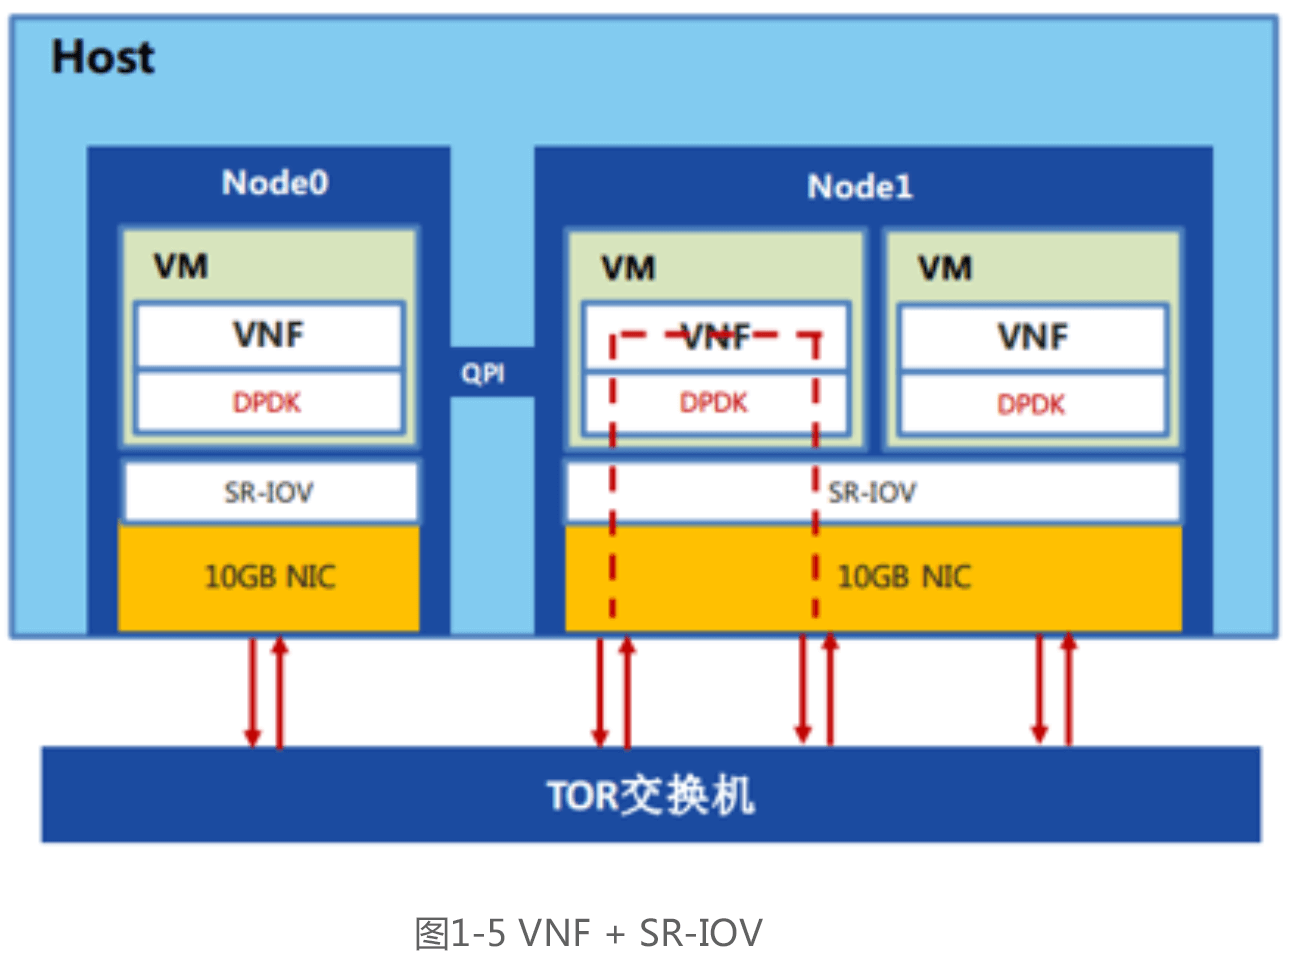 Host
Node0
VM
VNF
DPDK
SR-IOV
10GB NIC
QPI
Node1
VM
VNF
DPDK
VM
VNF
DPDK
SR-IOV
10GB NIC
TOR交换机
图1-5 VNF + SR-IOV